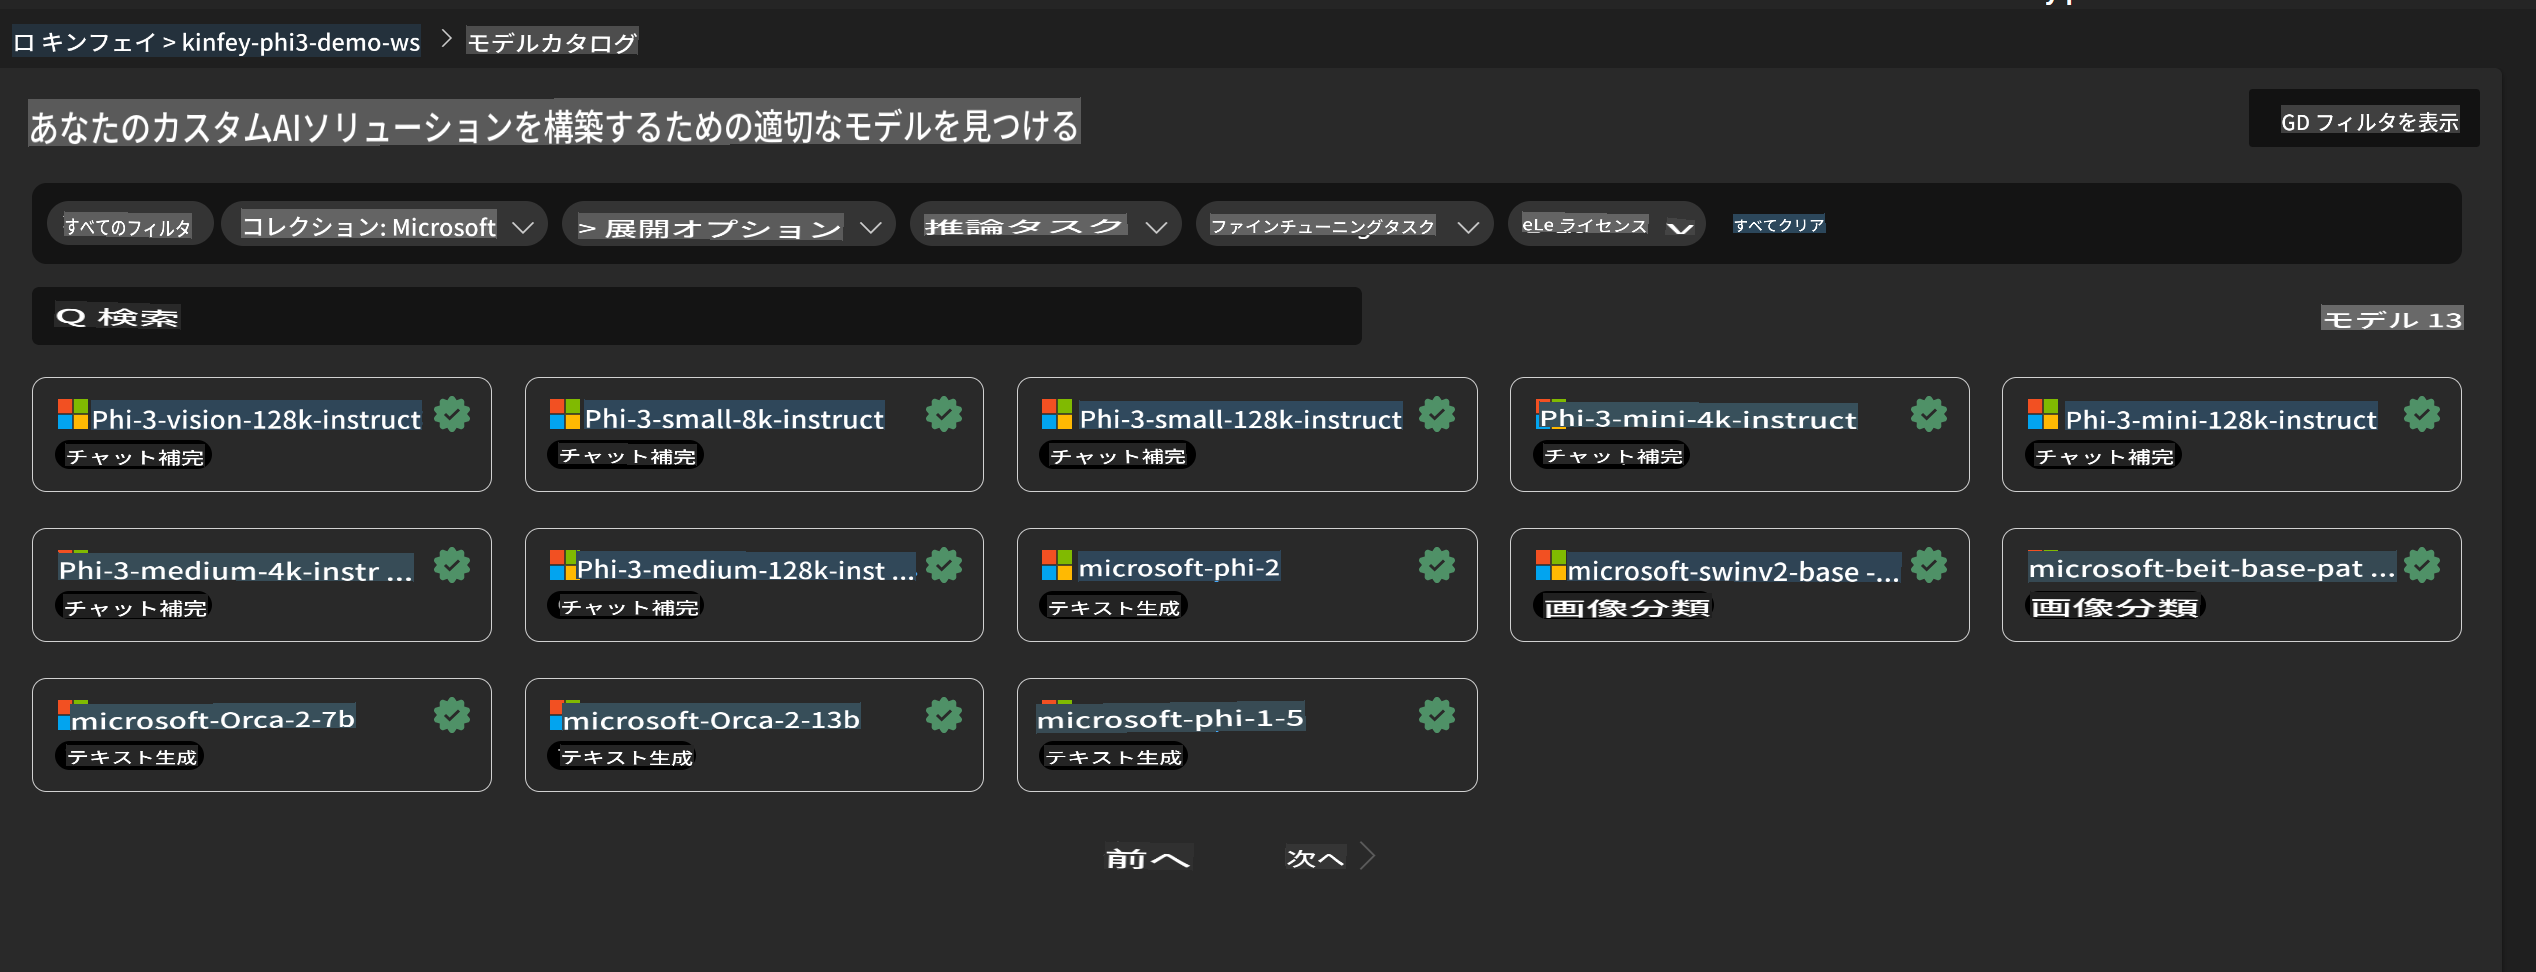 ロ キンフェイ > kinfey-phi3-demo-ws > モデルカタログ
あなたのカスタムAIソリューションを構築するための適切なモデルを見つける
GD フィルタを表示
すべてのフィルタ コレクション: Microsoft > 展開オプション 推論タスク ファインチューニングタスク eLe ライセンス すべてクリア
Q 検索
モデル 13
Phi-3-vision-128k-instruct
チャット補完
Phi-3-small-8k-instruct
チャット補完
Phi-3-small-128k-instruct
チャット補完
Phi-3-mini-4k-instruct
チャット補完
Phi-3-mini-128k-instruct
チャット補完
Phi-3-medium-4k-instr ...
チャット補完
Phi-3-medium-128k-inst ...
チャット補完
microsoft-phi-2
テキスト生成
microsoft-swinv2-base -...
画像分類
microsoft-beit-base-pat ...
画像分類
microsoft-Orca-2-7b
テキスト生成
microsoft-Orca-2-13b
テキスト生成
microsoft-phi-1-5
テキスト生成
前へ 次へ